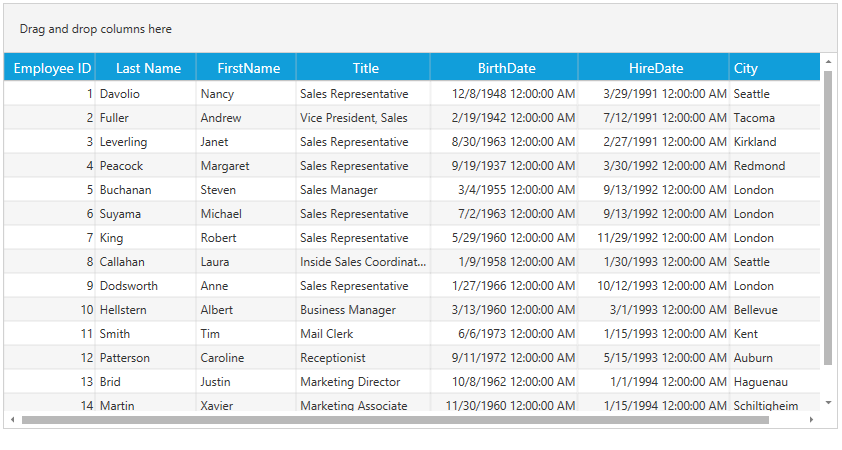 Drag and drop columns here
Employee ID Last Name FirstName Title BirthDate HireDate City
1 Davolio Nancy Sales Representative 12/8/1948 12:00:00 AM 3/29/1991 12:00:00 AM Seattle
2 Fuller Andrew Vice President, Sales 2/19/1942 12:00:00 AM 7/12/1991 12:00:00 AM Tacoma
3 Leverling Janet Sales Representative 8/30/1963 12:00:00 AM 2/27/1991 12:00:00 AM Kirkland
4 Peacock Margaret Sales Representative 9/19/1937 12:00:00 AM 3/30/1992 12:00:00 AM Redmond
5 Buchanan Steven Sales Manager 3/4/1955 12:00:00 AM 9/13/1992 12:00:00 AM London
6 Suyama Michael Sales Representative 7/2/1963 12:00:00 AM 9/13/1992 12:00:00 AM London
7 King Robert Sales Representative 5/29/1960 12:00:00 AM 11/29/1992 12:00:00 AM London
8 Callahan Laura Inside Sales Coordinat... 1/9/1958 12:00:00 AM 1/30/1993 12:00:00 AM Seattle
9 Dodsworth Anne Sales Representative 1/27/1966 12:00:00 AM 10/12/1993 12:00:00 AM London
10 Hellstern Albert Business Manager 3/13/1960 12:00:00 AM 3/1/1993 12:00:00 AM Bellevue
11 Smith Tim Mail Clerk 6/6/1973 12:00:00 AM 1/15/1993 12:00:00 AM Kent
12 Patterson Caroline Receptionist 9/11/1972 12:00:00 AM 5/15/1993 12:00:00 AM Auburn
13 Brid Justin Marketing Director 10/8/1962 12:00:00 AM 1/1/1994 12:00:00 AM Haguenau
14 Martin Xavier Marketing Associate 11/30/1960 12:00:00 AM 1/15/1994 12:00:00 AM Schiltigheim